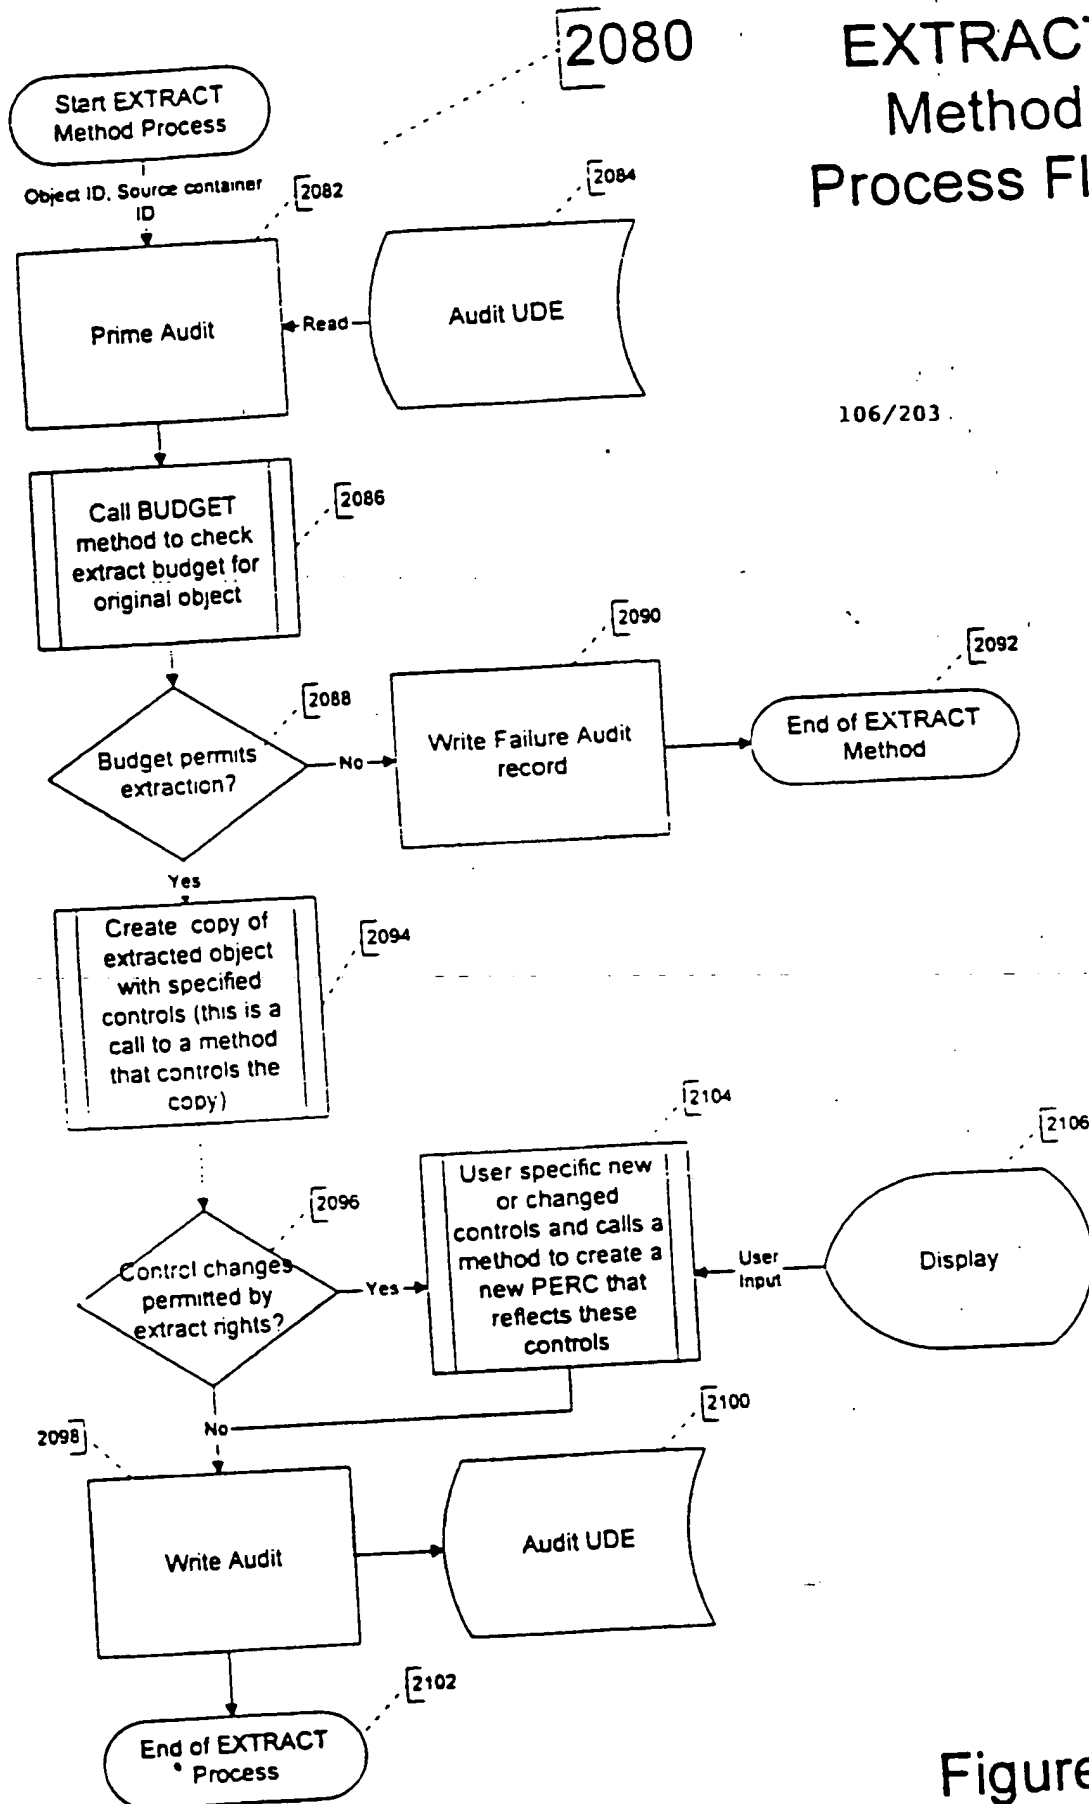 2080
EXTRACT
Method
Process Fl
Start EXTRACT
Method Process
Object ID, Source container
ID
2082
2084
Prime Audit
Read
Audit UDE
106/203
Call BUDGET
method to check
extract budget for
original object
2086
2090
2092
2088
Budget permits
extraction?
No
Write Failure Audit
record
End of EXTRACT
Method
Yes
Create copy of
extracted object
with specified
controls (this is a
call to a method
that controls the
copy)
2094
2104
2106
2096
Control changes
permitted by
extract rights?
Yes
User specific new
or changed
controls and calls a
method to create a
new PERC that
reflects these
controls
User
Input
Display
No
2098
2100
Write Audit
Audit UDE
2102
End of EXTRACT
Process
Figure